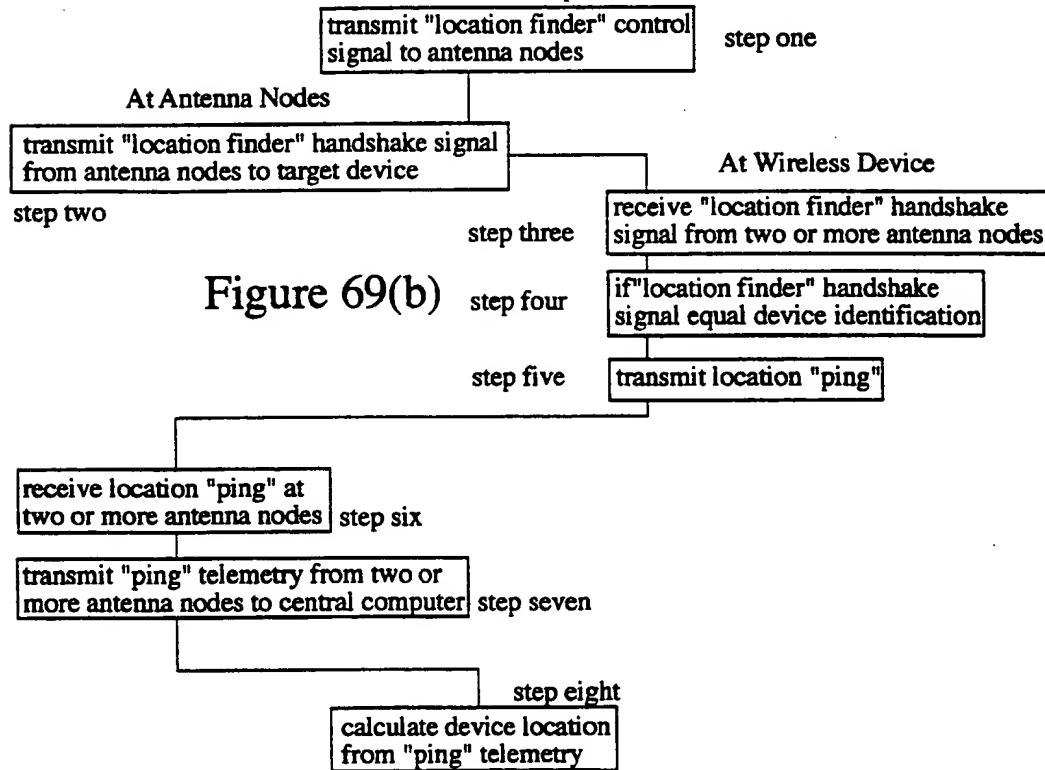 transmit "location finder" control
signal to antenna nodes
step one
At Antenna Nodes
transmit "location finder" handshake signal
from antenna nodes to target device
step two
At Wireless Device
receive "location finder" handshake
signal from two or more antenna nodes
step three
Figure 69(b)
step four
if"location finder" handshake
signal equal device identification
step five
transmit location "ping"
receive location "ping" at
two or more antenna nodes
step six
transmit "ping" telemetry from two or
more antenna nodes to central computer
step seven
step eight
calculate device location
from "ping" telemetry